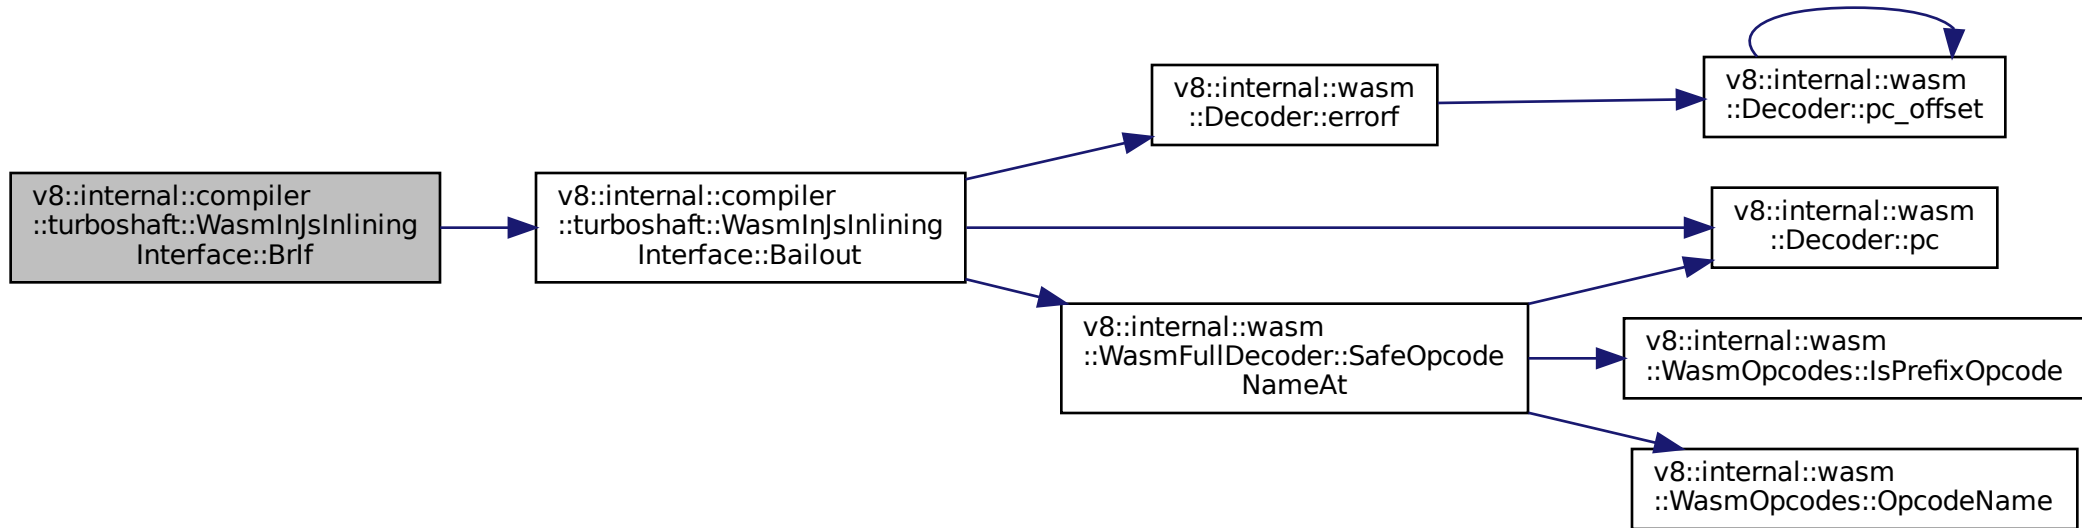 v8::internal::compiler
::turboshaft::WasmInJsInlining
Interface::BrIf
v8::internal::compiler
::turboshaft::WasmInJsInlining
Interface::Bailout
v8::internal::wasm
::Decoder::errorf
v8::internal::wasm
::Decoder::pc_offset
v8::internal::wasm
::Decoder::pc
v8::internal::wasm
::WasmFullDecoder::SafeOpcode
NameAt
v8::internal::wasm
::WasmOpcodes::IsPrefixOpcode
v8::internal::wasm
::WasmOpcodes::OpcodeName